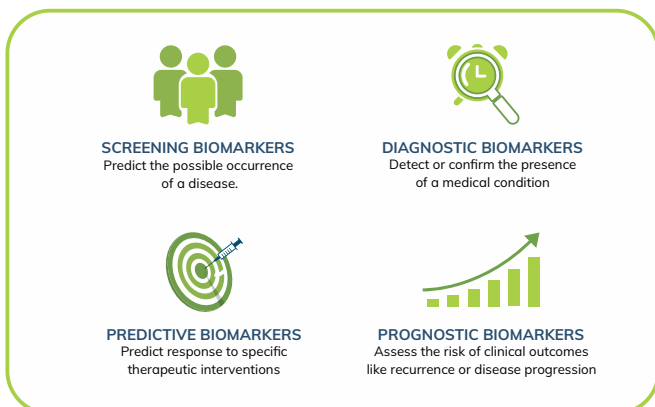 SCREENING BIOMARKERS
Predict the possible occurrence
of a disease.
DIAGNOSTIC BIOMARKERS
Detect or confirm the presence
of a medical condition
PREDICTIVE BIOMARKERS
Predict response to specific
therapeutic interventions
PROGNOSTIC BIOMARKERS
Assess the risk of clinical outcomes
like recurrence or disease progression